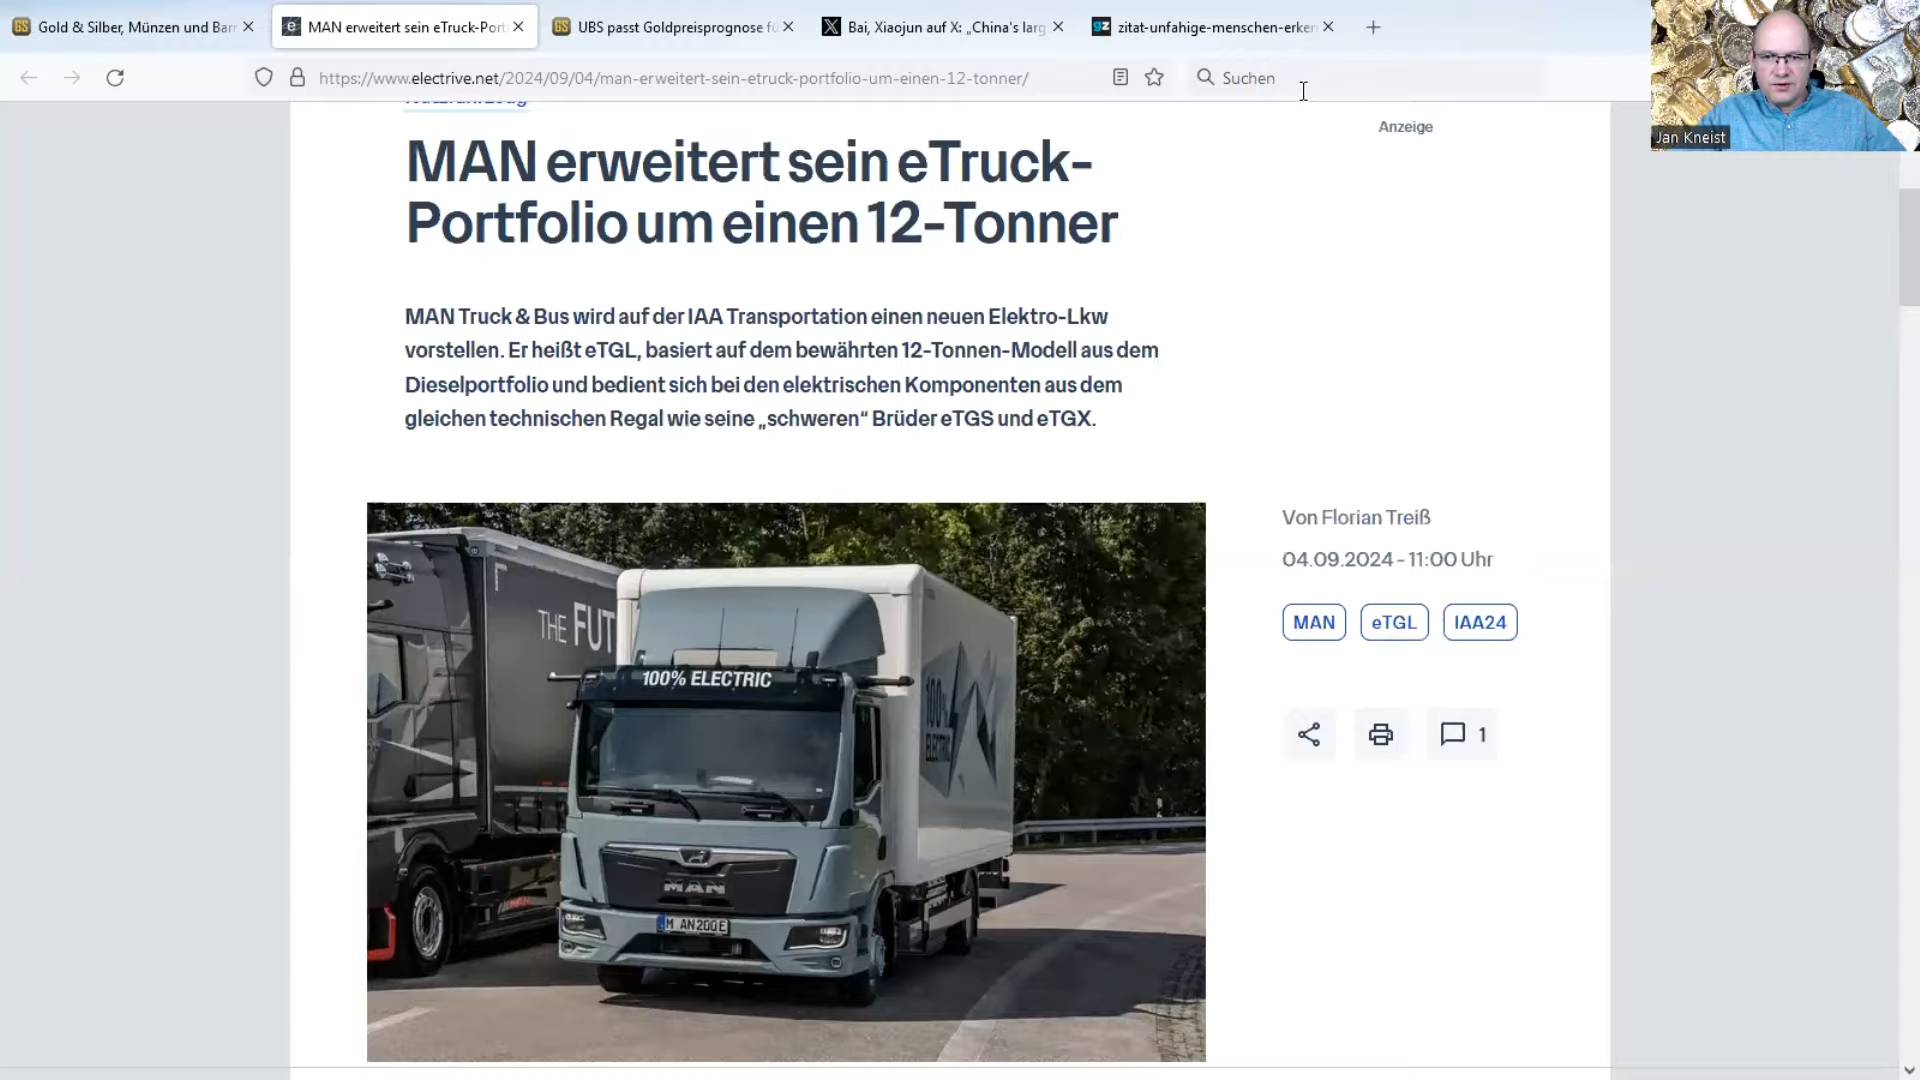 Gold & Silber, Münzen und Barr
MAN erweitert sein eTruck-Port
UBS passt Goldpreisprognose fü
Bai, Xiaojun auf X: „China's larg
zitat-unfahige-menschen-erken
https://www.electrive.net/2024/09/04/man-erweitert-sein-etruck-portfolio-um-einen-12-tonner/
Suchen
Jan Kneist
Nutzfahrzeug
Anzeige
MAN erweitert sein eTruck-
Portfolio um einen 12-Tonner
MAN Truck & Bus wird auf der IAA Transportation einen neuen Elektro-Lkw
vorstellen. Er heißt eTGL, basiert auf dem bewährten 12-Tonnen-Modell aus dem
Dieselportfolio und bedient sich bei den elektrischen Komponenten aus dem
gleichen technischen Regal wie seine „schweren“ Brüder eTGS und eTGX.
Von Florian Treiß
04.09.2024 - 11:00 Uhr
MAN
eTGL
IAA24
1
THE FUT
100% ELECTRIC
100%
ELECTRIC
MAN
M AN200E